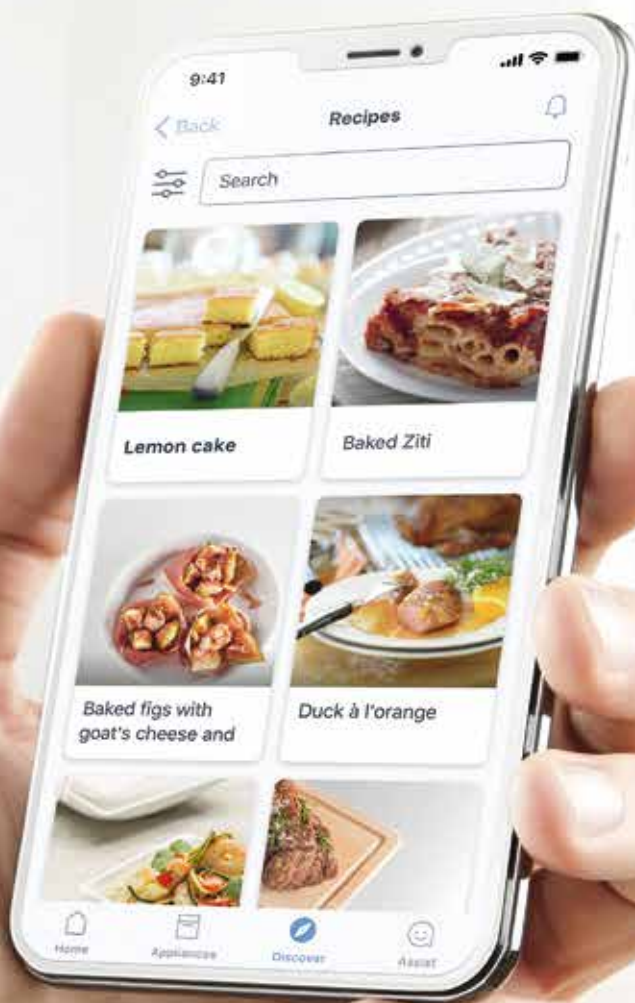 9:41
Back
Recipes
Search
Lemon cake
Baked Ziti
Baked figs with
goat's cheese and
Duck à l'orange
Home
Appliances
Discover
Assist